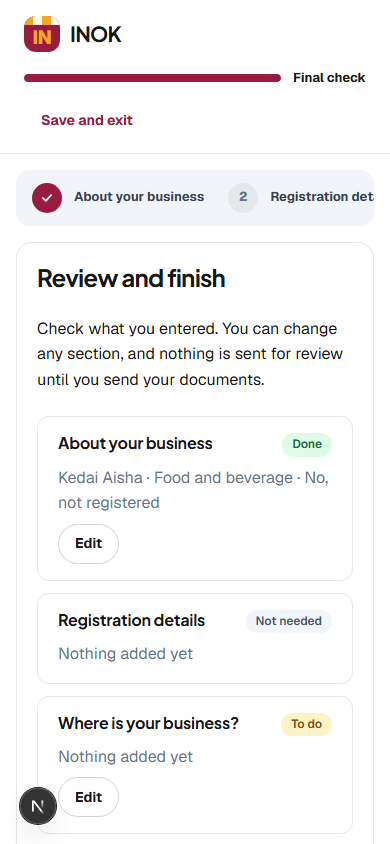 IN INOK
Final check
Save and exit
About your business 2 Registration det
Review and finish
Check what you entered. You can change
any section, and nothing is sent for review
until you send your documents.
About your business Done
Kedai Aisha · Food and beverage · No,
not registered
Edit
Registration details Not needed
Nothing added yet
Where is your business? To do
Nothing added yet
N Edit